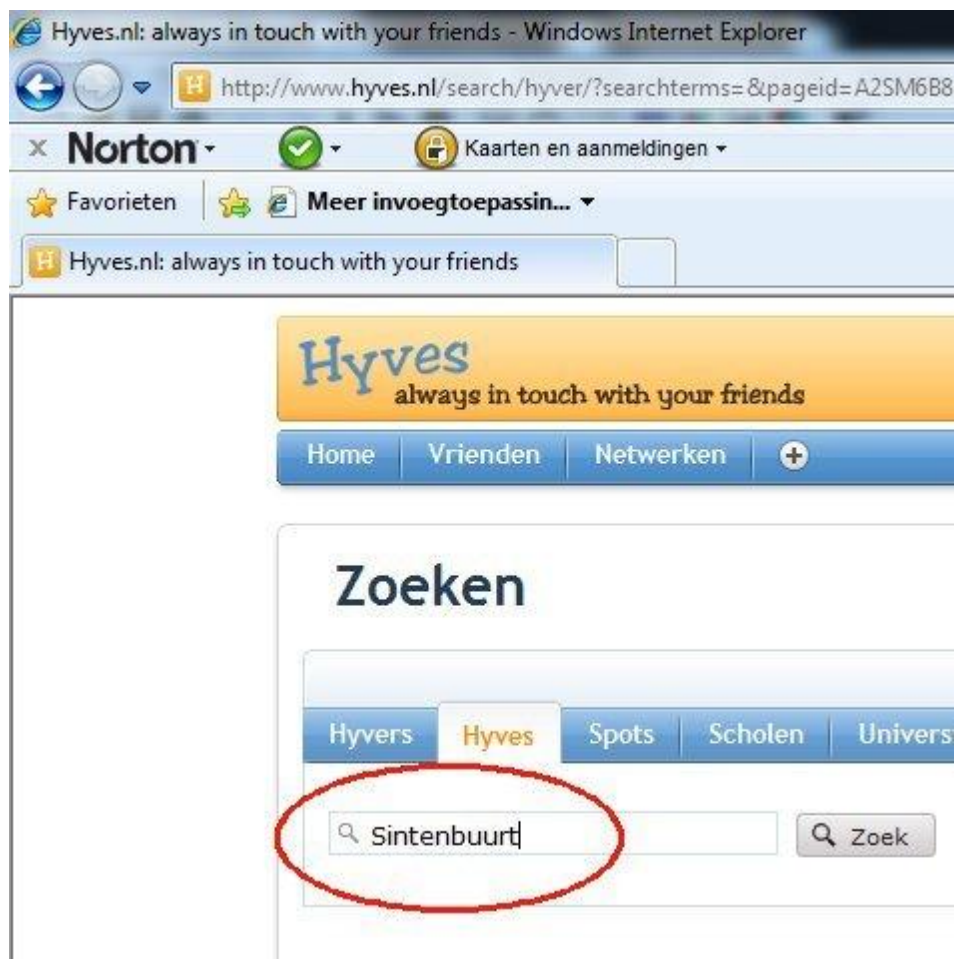 Hyves.nl: always in touch with your friends - Windows Internet Explorer
H http://www.hyves.nl/search/hyver/?searchterms=&pageid=A2SM6B8
x Norton Kaarten en aanmeldingen
Favorieten Meer invoegtoepassin...
H Hyves.nl: always in touch with your friends
Hyves
always in touch with your friends
Home Vrienden Netwerken
Zoeken
Hyvers Hyves Spots Scholen Univers
Sintenbuurt Zoek